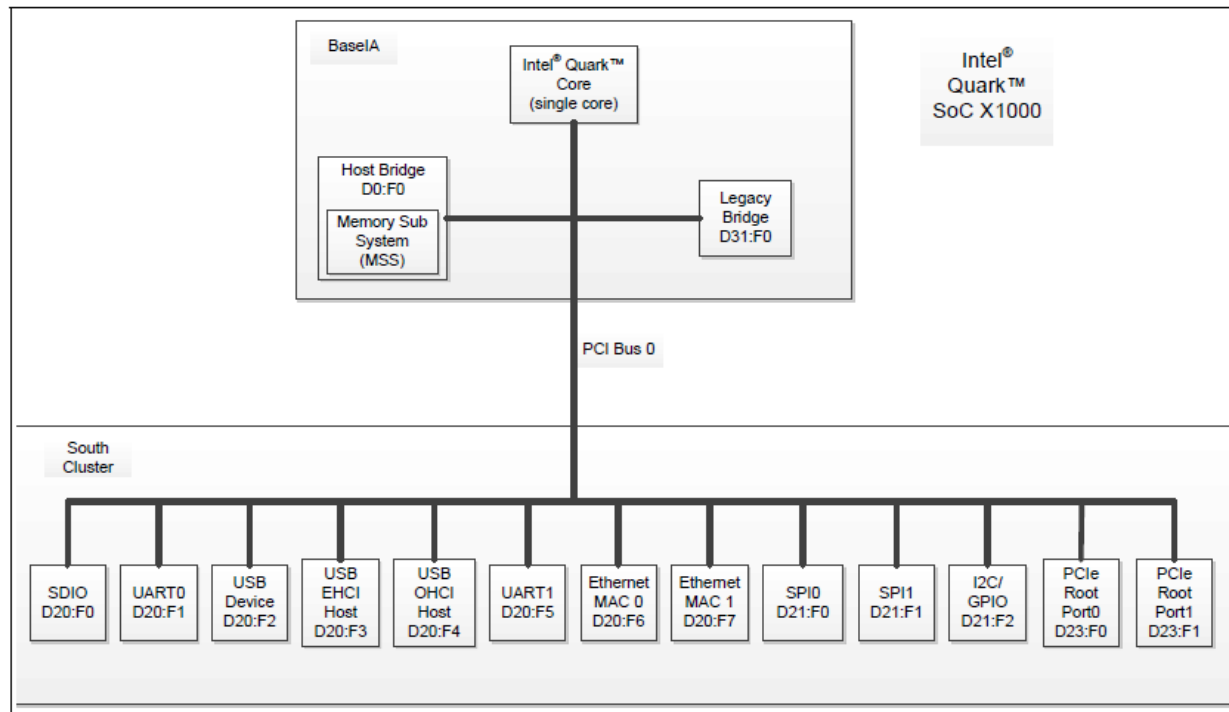 BaseIA
Intel® Quark™
Core
(single core)
Intel®
Quark™
SoC X1000
Host Bridge
D0:F0
Memory Sub
System
(MSS)
Legacy
Bridge
D31:F0
PCI Bus 0
South
Cluster
SDIO
D20:F0
UART0
D20:F1
USB
Device
D20:F2
USB
EHCI
Host
D20:F3
USB
OHCI
Host
D20:F4
UART1
D20:F5
Ethernet
MAC 0
D20:F6
Ethernet
MAC 1
D20:F7
SPI0
D21:F0
SPI1
D21:F1
I2C/
GPIO
D21:F2
PCIe
Root
Port0
D23:F0
PCIe
Root
Port1
D23:F1